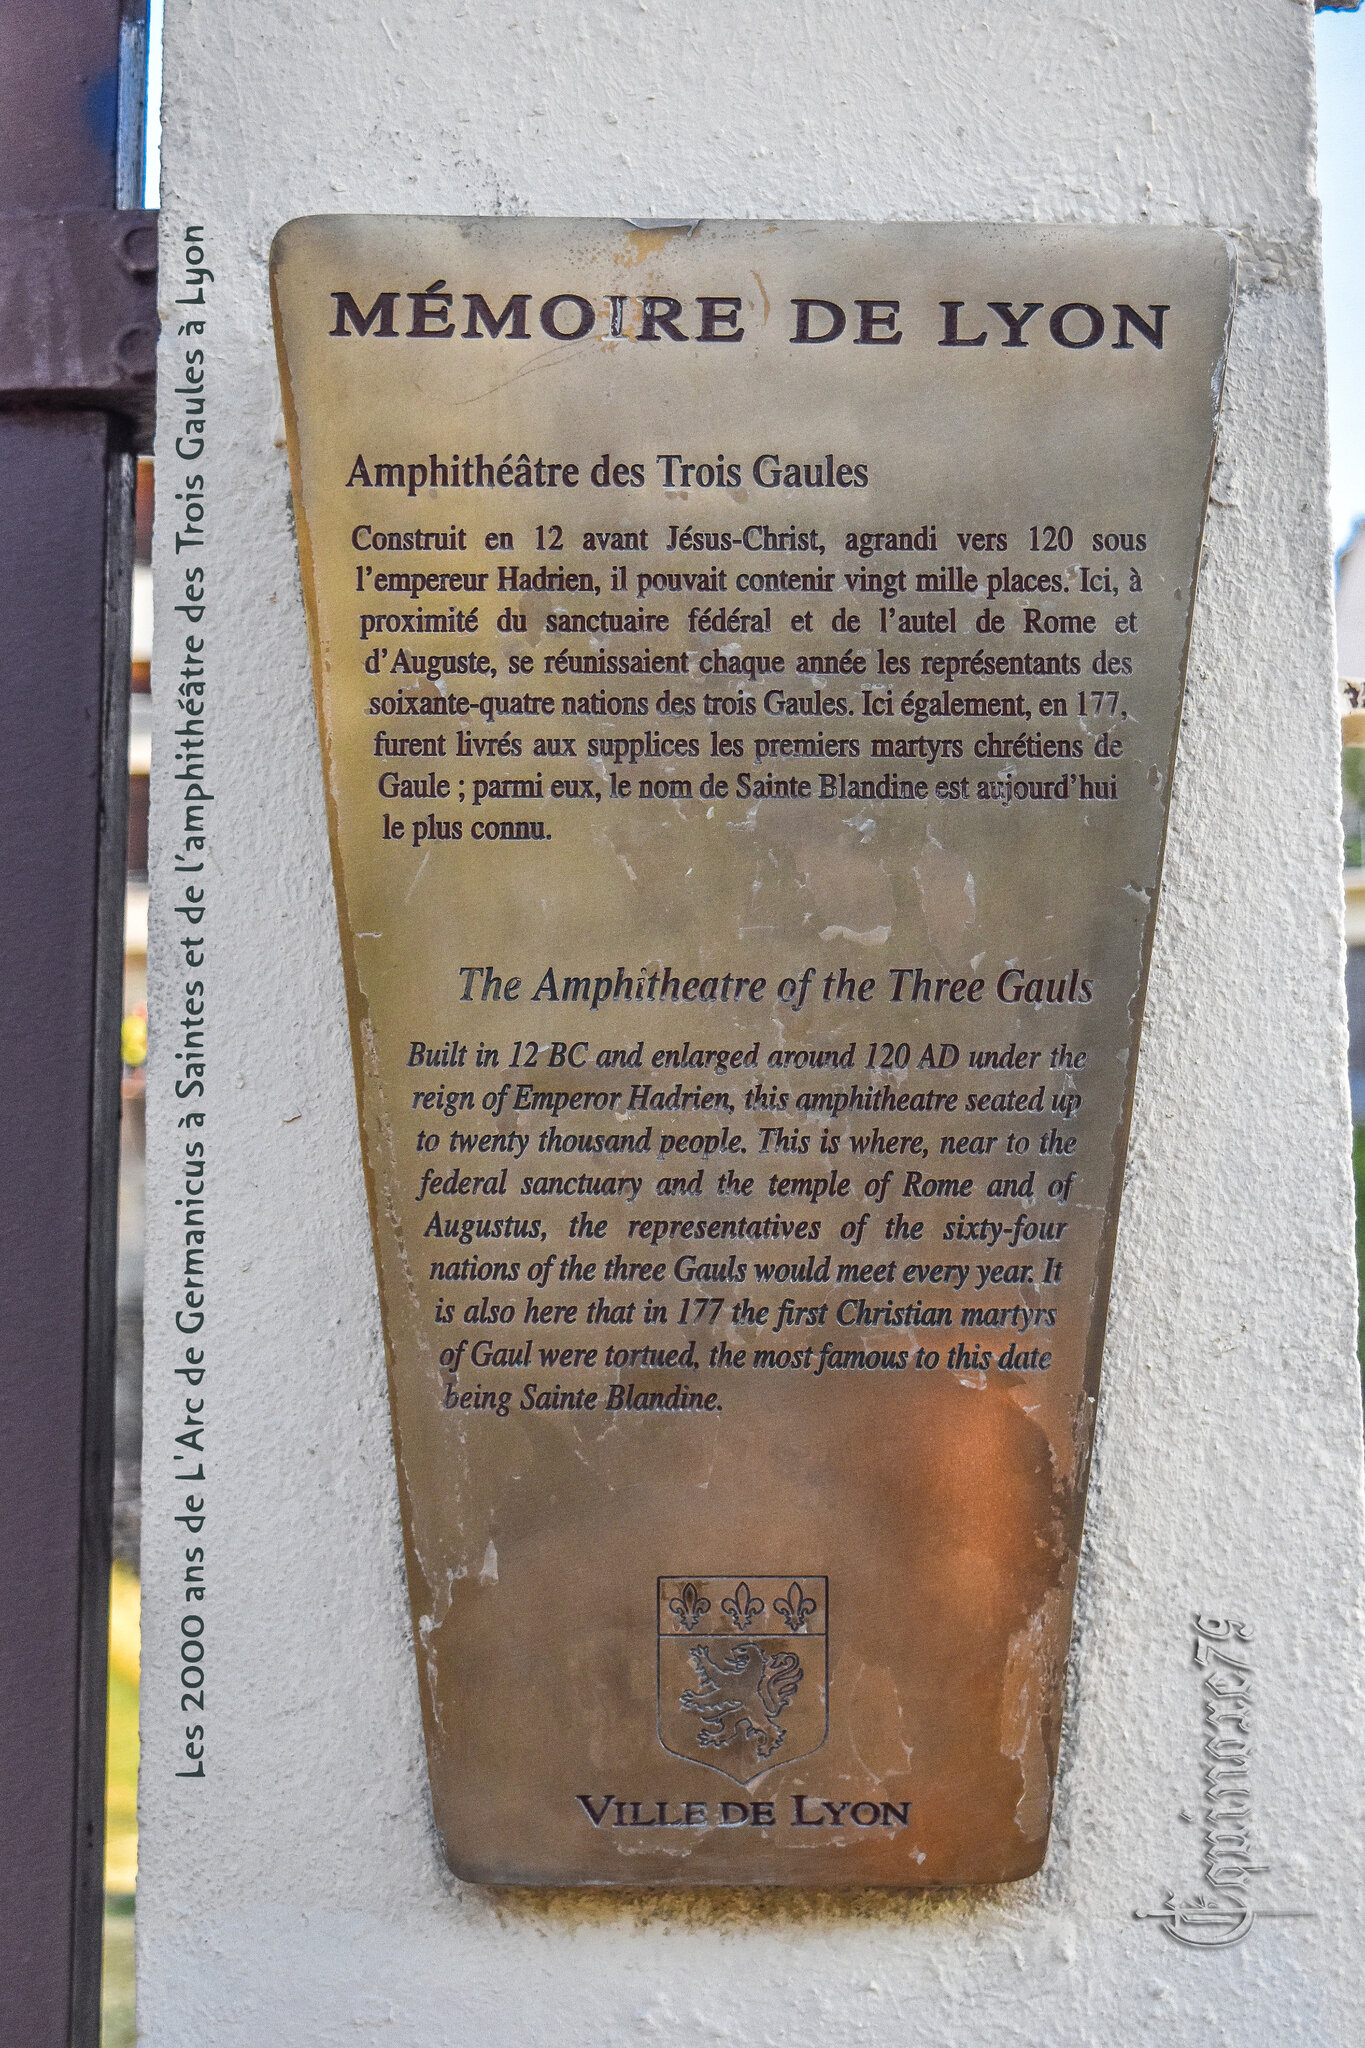 Les 2000 ans de L'Arc de Germanicus à Saintes et de l'amphithéâtre des Trois Gaules à Lyon
MÉMOIRE DE LYON
Amphithéâtre des Trois Gaules
Construit en 12 avant Jésus-Christ, agrandi vers 120 sous
l'empereur Hadrien, il pouvait contenir vingt mille places. Ici, à
proximité du sanctuaire fédéral et de l'autel de Rome et
d'Auguste, se réunissaient chaque année les représentants des
soixante-quatre nations des trois Gaules. Ici également, en 177,
furent livrés aux supplices les premiers martyrs chrétiens de
Gaule ; parmi eux, le nom de Sainte Blandine est aujourd'hui
le plus connu.
The Amphitheatre of the Three Gauls
Built in 12 BC and enlarged around 120 AD under the
reign of Emperor Hadrien, this amphitheatre seated up
to twenty thousand people. This is where, near to the
federal sanctuary and the temple of Rome and of
Augustus, the representatives of the sixty-four
nations of the three Gauls would meet every year. It
is also here that in 177 the first Christian martyrs
of Gaul were tortued, the most famous to this date
being Sainte Blandine.
VILLE DE LYON